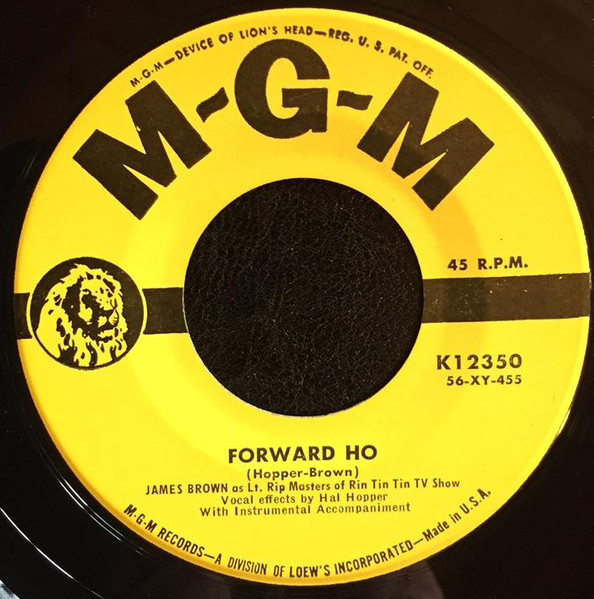 M-G-M—DEVICE OF LION'S HEAD—REG. U. S. PAT. OFF.
M-G-M
45 R.P.M.
K12350
56-XY-455
FORWARD HO
(Hopper-Brown)
JAMES BROWN as Lt. Rip Masters of Rin Tin Tin TV Show
Vocal effects by Hal Hopper
With Instrumental Accompaniment
M-G-M RECORDS—A DIVISION OF LOEW'S INCORPORATED—Made in U.S.A.